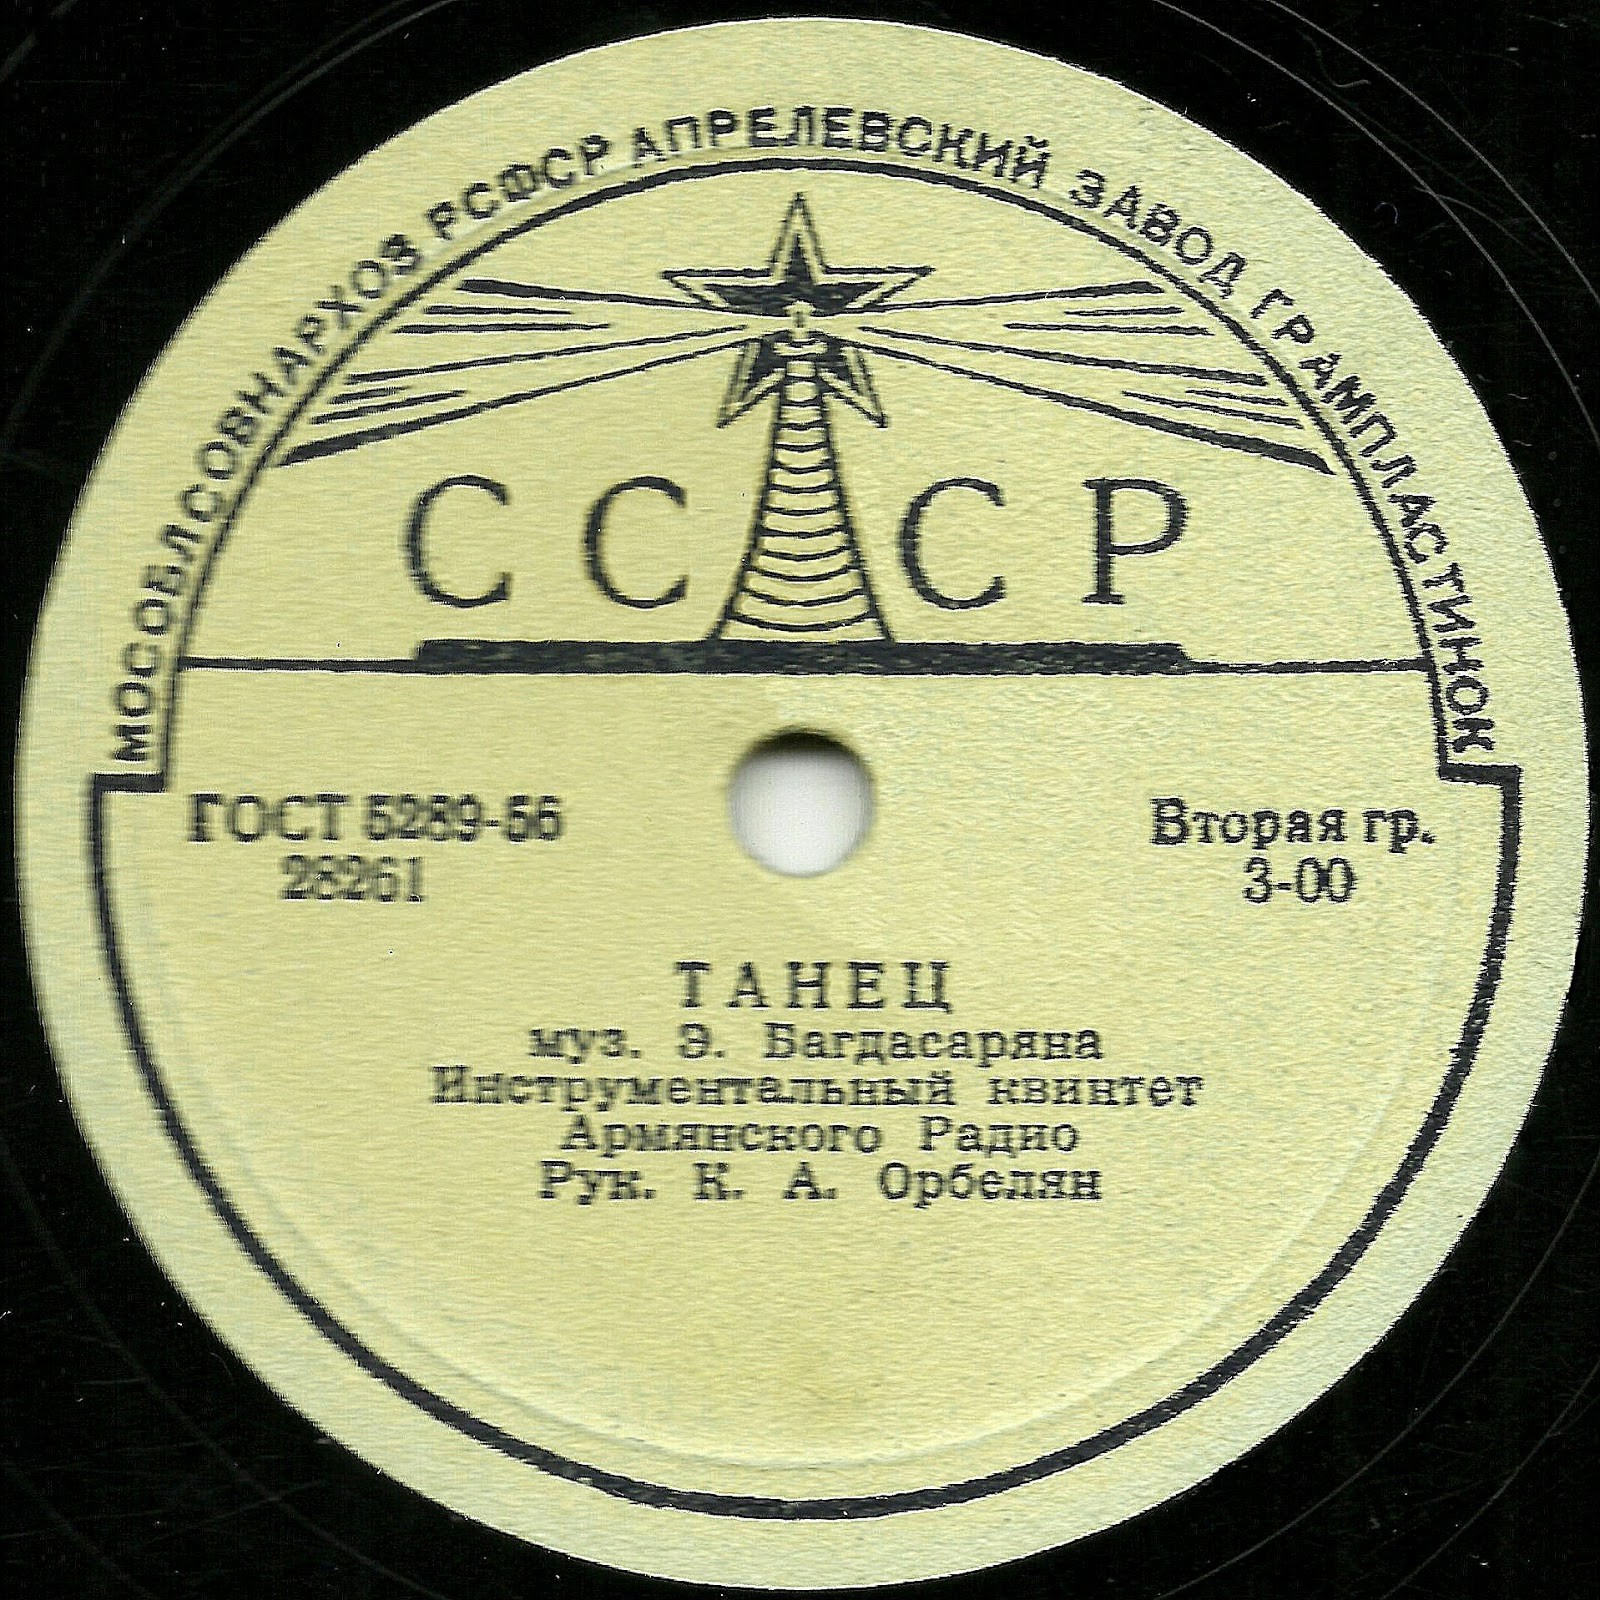 МОСОБЛСОВНАРХОЗ РСФСР АПРЕЛЕВСКИЙ ЗАВОД ГРАМПЛАСТИНОК
СССР
ГОСТ 5289-56
28261
Вторая гр.
3-00
ТАНЕЦ
муз. Э. Багдасаряна
Инструментальный квинтет
Армянского Радио
Рук. К. А. Орбелян